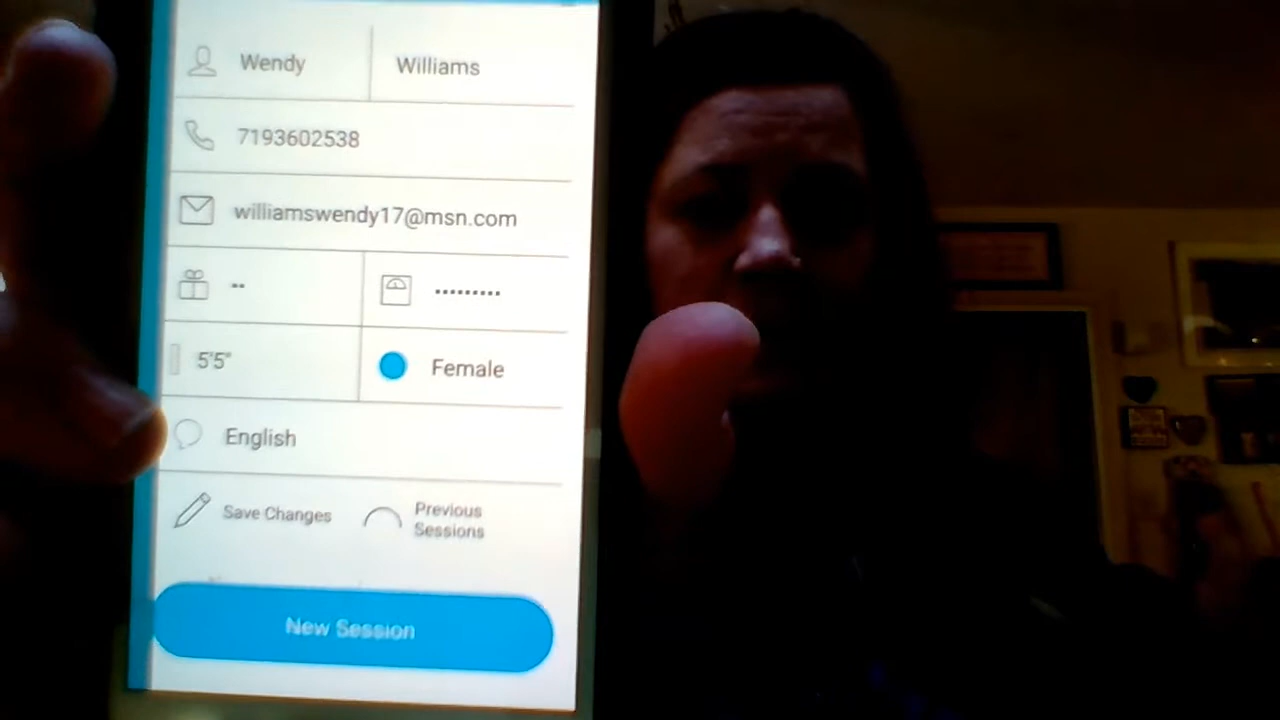 Wendy Williams
7193602538
williamswendy17@msn.com
-- ·········
5'5" Female
English
Save Changes Previous
Sessions
New Session